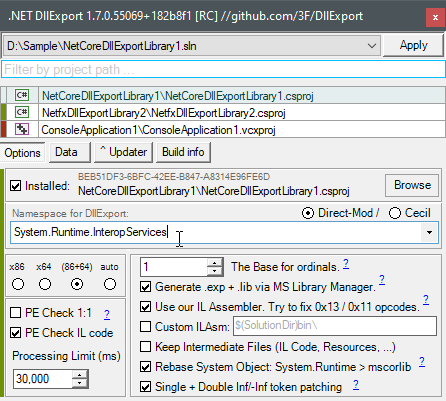 .NET DllExport 1.7.0.55069+182b8f1 [RC] //github.com/3F/DllExport
D:\Sample\NetCoreDllExportLibrary1.sln Apply
Filter by project path ...
C# NetCoreDllExportLibrary1\NetCoreDllExportLibrary1.csproj
C# NetfxDllExportLibrary2\NetfxDllExportLibrary2.csproj
ConsoleApplication1\ConsoleApplication1.vcxproj
Options Data ^ Updater Build info
Installed: BEB51DF3-6BFC-42EE-B847-A8314E96FE6D
NetCoreDllExportLibrary1\NetCoreDllExportLibrary1.csproj Browse
Namespace for DllExport: Direct-Mod / Cecil
System.Runtime.InteropServices
x86 x64 (86+64) auto
1 The Base for ordinals. ?
Generate .exp + .lib via MS Library Manager. ?
Use our IL Assembler. Try to fix 0x13 / 0x11 opcodes. ?
PE Check 1:1 ?
Custom ILAsm: $(SolutionDir)bin\
PE Check IL code
Keep Intermediate Files (IL Code, Resources, ...)
Processing Limit (ms)
Rebase System Object: System.Runtime > mscorlib ?
30,000
Single + Double Inf/-Inf token patching ?